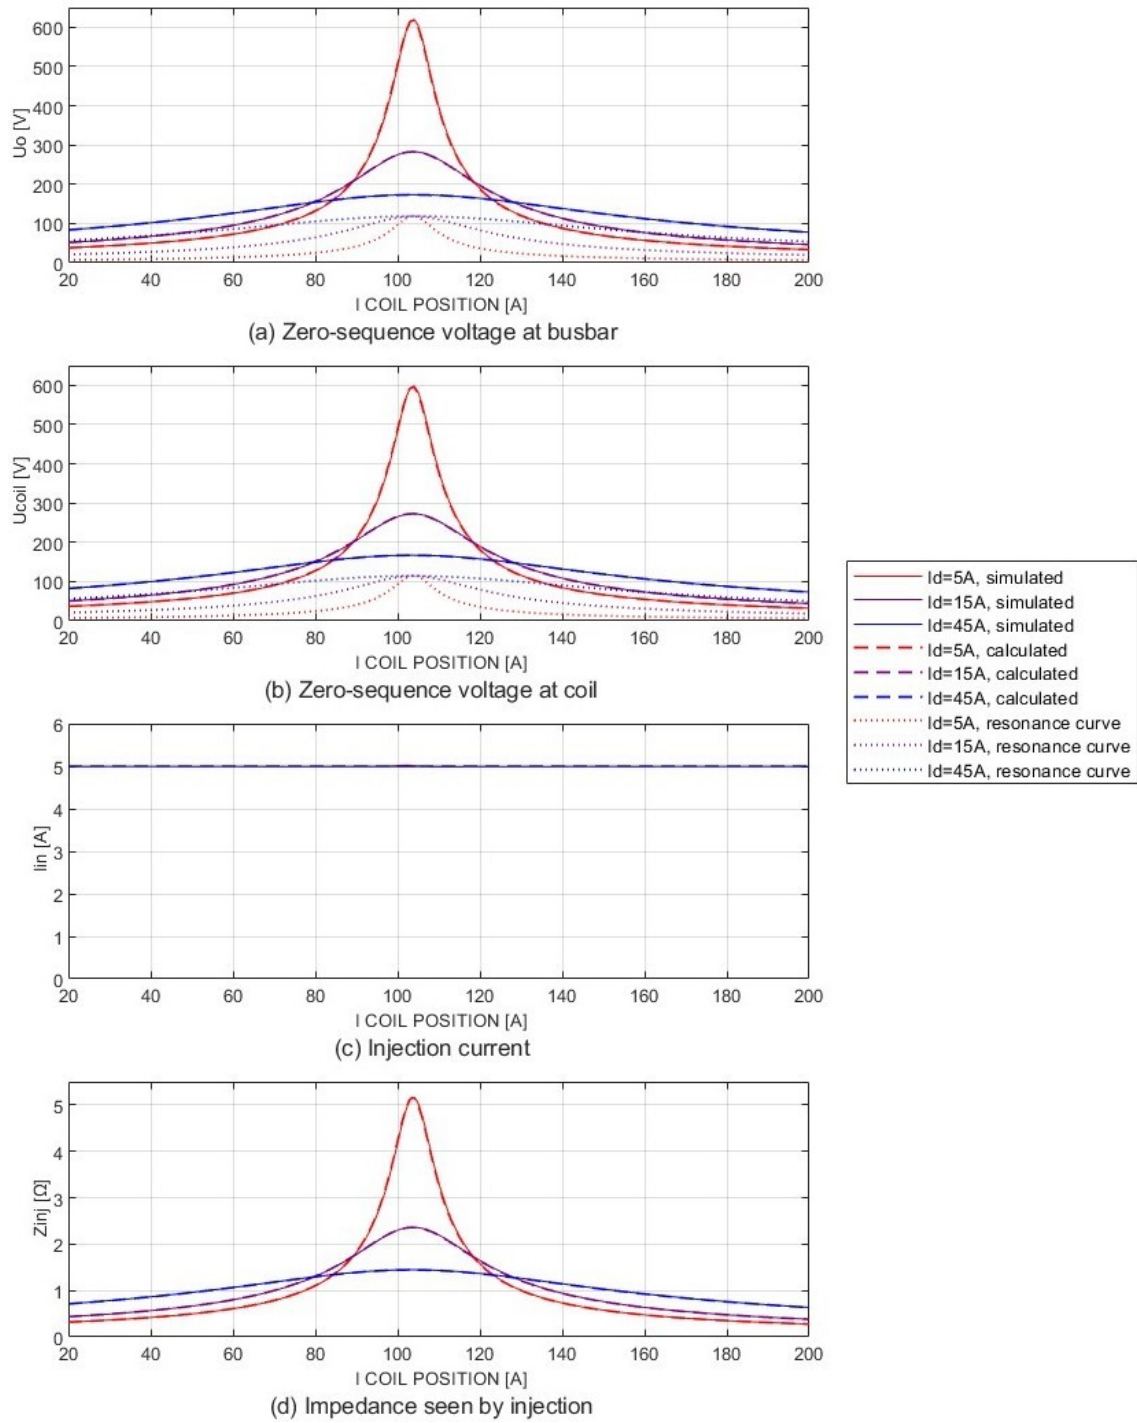 600
500
400
300
200
100
0
Uo [V]
20 40 60 80 100 120 140 160 180 200
I COIL POSITION [A]
(a) Zero-sequence voltage at busbar
600
500
400
300
200
100
0
Ucoil [V]
20 40 60 80 100 120 140 160 180 200
I COIL POSITION [A]
(b) Zero-sequence voltage at coil
Id=5A, simulated
Id=15A, simulated
Id=45A, simulated
Id=5A, calculated
Id=15A, calculated
Id=45A, calculated
Id=5A, resonance curve
Id=15A, resonance curve
Id=45A, resonance curve
6
5
4
3
2
1
0
Iin [A]
20 40 60 80 100 120 140 160 180 200
I COIL POSITION [A]
(c) Injection current
5
4
3
2
1
0
Zinj [Ω]
20 40 60 80 100 120 140 160 180 200
I COIL POSITION [A]
(d) Impedance seen by injection